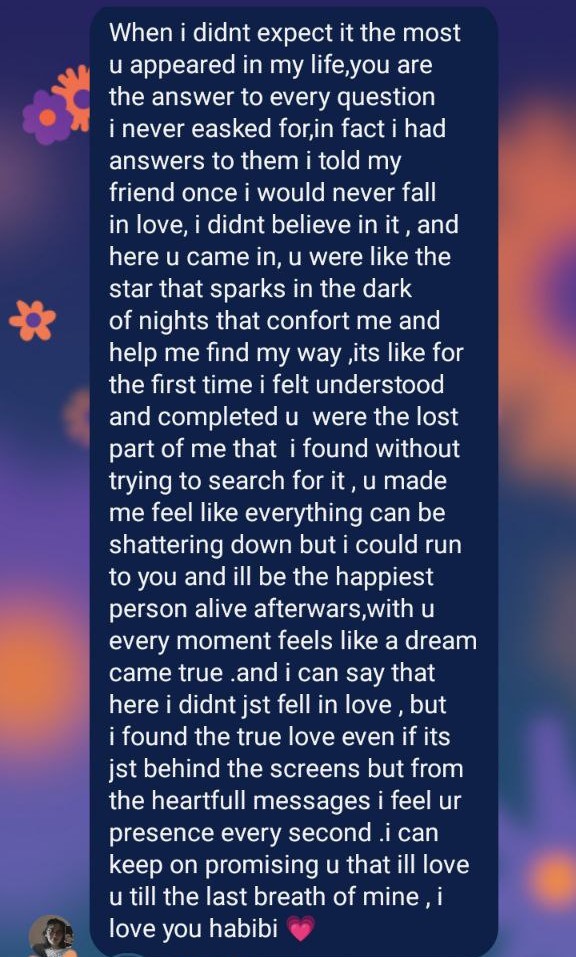 When i didnt expect it the most
u appeared in my life,you are
the answer to every question
i never easked for,in fact i had
answers to them i told my
friend once i would never fall
in love, i didnt believe in it , and
here u came in, u were like the
star that sparks in the dark
of nights that confort me and
help me find my way ,its like for
the first time i felt understood
and completed u  were the lost
part of me that  i found without
trying to search for it , u made
me feel like everything can be
shattering down but i could run
to you and ill be the happiest
person alive afterwars,with u
every moment feels like a dream
came true .and i can say that
here i didnt jst fell in love , but
i found the true love even if its
jst behind the screens but from
the heartfull messages i feel ur
presence every second .i can
keep on promising u that ill love
u till the last breath of mine , i
love you habibi 💗